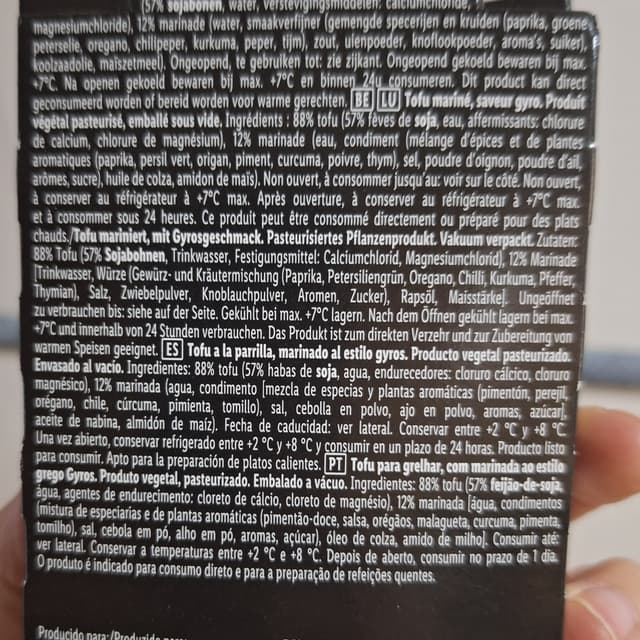 (57% sojabonen, water, verstevigingsmiddelen: calciumchloride,
magnesiumchloride), 12% marinade (water, smaakverfijner (gemengde specerijen en kruiden (paprika, groene
peterselie, oregano, chilipeper, kurkuma, peper, tijm), zout, uienpoeder, knoflookpoeder, aroma's, suiker),
koolzaadolie, maïszetmeel). Ongeopend, te gebruiken tot: zie zijkant. Ongeopend gekoeld bewaren bij max.
+7°C. Na openen gekoeld bewaren bij max. +7°C en binnen 24u consumeren. Dit product kan direct
geconsumeerd worden of bereid worden voor warme gerechten. BE LU Tofu mariné, saveur gyro. Produit
végétal pasteurisé, emballé sous vide. Ingrédients : 88% tofu (57% fèves de soja, eau, affermissants: chlorure
de calcium, chlorure de magnésium), 12% marinade (eau, condiment (mélange d'épices et de plantes
aromatiques (paprika, persil vert, origan, piment, curcuma, poivre, thym), sel, poudre d'oignon, poudre d'ail,
arômes, sucre), huile de colza, amidon de maïs). Non ouvert, à consommer jusqu'au: voir sur le côté. Non ouvert,
à conserver au réfrigérateur à +7°C max. Après ouverture, à conserver au réfrigérateur à +7°C max.
et à consommer sous 24 heures. Ce produit peut être consommé directement ou préparé pour des plats
chauds./Tofu mariniert, mit Gyrosgeschmack. Pasteurisiertes Pflanzenprodukt. Vakuum verpackt. Zutaten:
88% Tofu (57% Sojabohnen, Trinkwasser, Festigungsmittel: Calciumchlorid, Magnesiumchlorid), 12% Marinade
[Trinkwasser, Würze (Gewürz- und Kräutermischung (Paprika, Petersiliengrün, Oregano, Chilli, Kurkuma, Pfeffer,
Thymian), Salz, Zwiebelpulver, Knoblauchpulver, Aromen, Zucker), Rapsöl, Maisstärke]. Ungeöffnet
zu verbrauchen bis: siehe auf der Seite. Gekühlt bei max. +7°C lagern. Nach dem Öffnen gekühlt lagern bei max.
+7°C und innerhalb von 24 Stunden verbrauchen. Das Produkt ist zum direkten Verzehr und zur Zubereitung von
warmen Speisen geeignet. ES Tofu a la parrilla, marinado al estilo gyros. Producto vegetal pasteurizado.
Envasado al vacío. Ingredientes: 88% tofu (57% habas de soja, agua, endurecedores: cloruro cálcico, cloruro
magnésico), 12% marinada (agua, condimento [mezcla de especias y plantas aromáticas (pimentón, perejil,
orégano, chile, cúrcuma, pimienta, tomillo), sal, cebolla en polvo, ajo en polvo, aromas, azúcar],
aceite de nabina, almidón de maíz). Fecha de caducidad: ver lateral. Conservar entre +2 °C y +8 °C.
Una vez abierto, conservar refrigerado entre +2 °C y +8 °C y consumir en un plazo de 24 horas. Producto listo
para consumir. Apto para la preparación de platos calientes. PT Tofu para grelhar, com marinada ao estilo
grego Gyros. Produto vegetal, pasteurizado. Embalado a vácuo. Ingredientes: 88% tofu (57% feijão-de-soja,
água, agentes de endurecimento: cloreto de cálcio, cloreto de magnésio), 12% marinada [água, condimentos
(mistura de especiarias e de plantas aromáticas (pimentão-doce, salsa, orégãos, malagueta, curcuma, pimenta,
tomilho), sal, cebola em pó, alho em pó, aromas, açúcar), óleo de colza, amido de milho]. Consumir até:
ver lateral. Conservar a temperaturas entre +2 °C e +8 °C. Depois de aberto, consumir no prazo de 1 dia.
O produto é indicado para consumo direto e para a preparação de refeições quentes.
Producido para:/Produzido